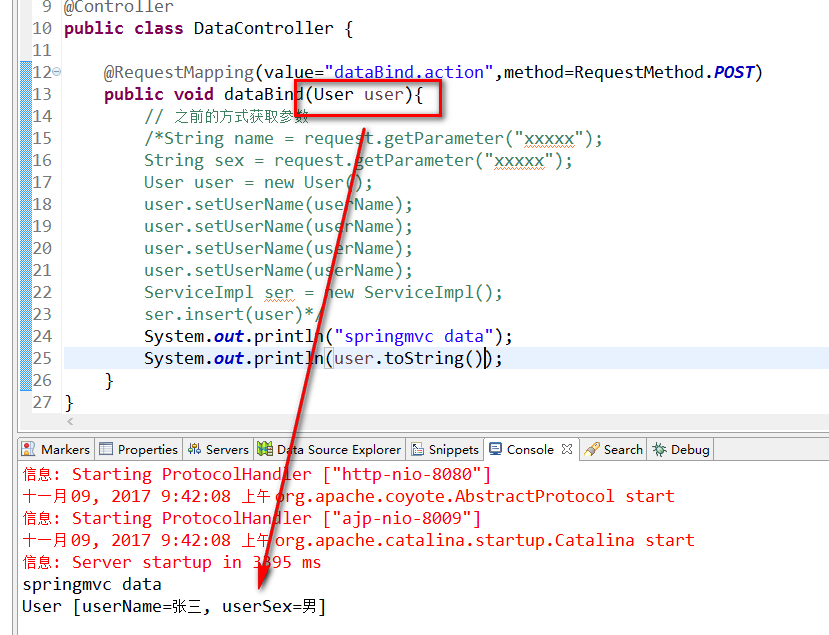 9 @Controller
10 public class DataController {
11
12 @RequestMapping(value="dataBind.action",method=RequestMethod.POST)
13 public void dataBind(User user){
14 // 之前的方式获取参数
15 /*String name = request.getParameter("xxxxx");
16 String sex = request.getParameter("xxxxx");
17 User user = new User();
18 user.setUserName(userName);
19 user.setUserName(userName);
20 user.setUserName(userName);
21 user.setUserName(userName);
22 ServiceImpl ser = new ServiceImpl();
23 ser.insert(user)*/
24 System.out.println("springmvc data");
25 System.out.println(user.toString());
26 }
27 }
Markers Properties Servers Data Source Explorer Snippets Console Search Debug
信息: Starting ProtocolHandler ["http-nio-8080"]
十一月 09, 2017 9:42:08 上午 org.apache.coyote.AbstractProtocol start
信息: Starting ProtocolHandler ["ajp-nio-8009"]
十一月 09, 2017 9:42:08 上午 org.apache.catalina.startup.Catalina start
信息: Server startup in 3395 ms
springmvc data
User [userName=张三, userSex=男]